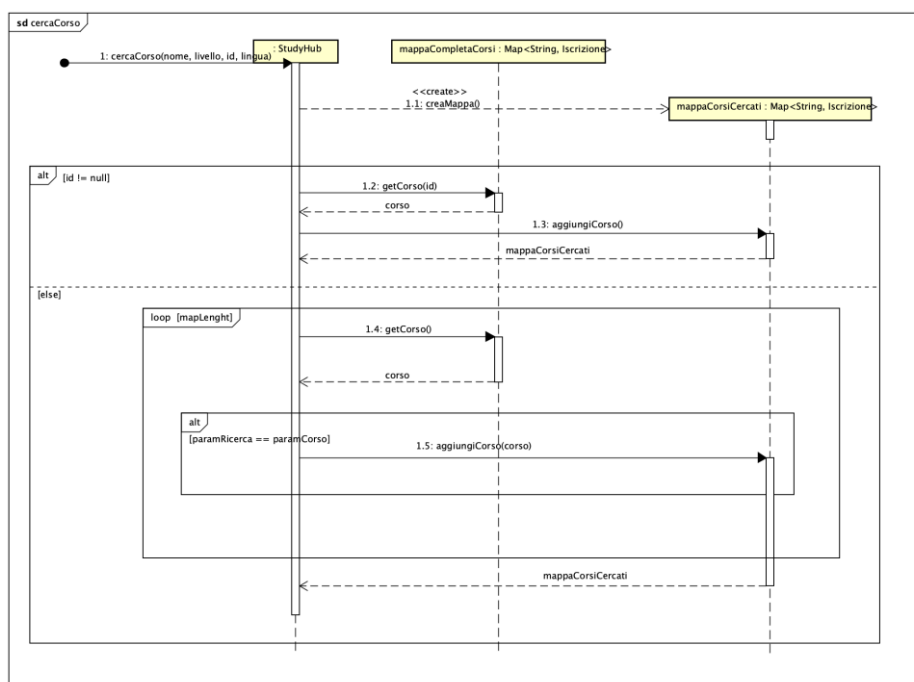 sd cercaCorso
: StudyHub
mappaCompletaCorsi : Map<String, Iscrizione>
1: cercaCorso(nome, livello, id, lingua)
<<create>>
1.1: creaMappa()
mappaCorsiCercati : Map<String, Iscrizione>
alt
[id != null]
1.2: getCorso(id)
corso
1.3: aggiungiCorso()
mappaCorsiCercati
[else]
loop [mapLenght]
1.4: getCorso()
corso
alt
[paramRicerca == paramCorso]
1.5: aggiungiCorso(corso)
mappaCorsiCercati